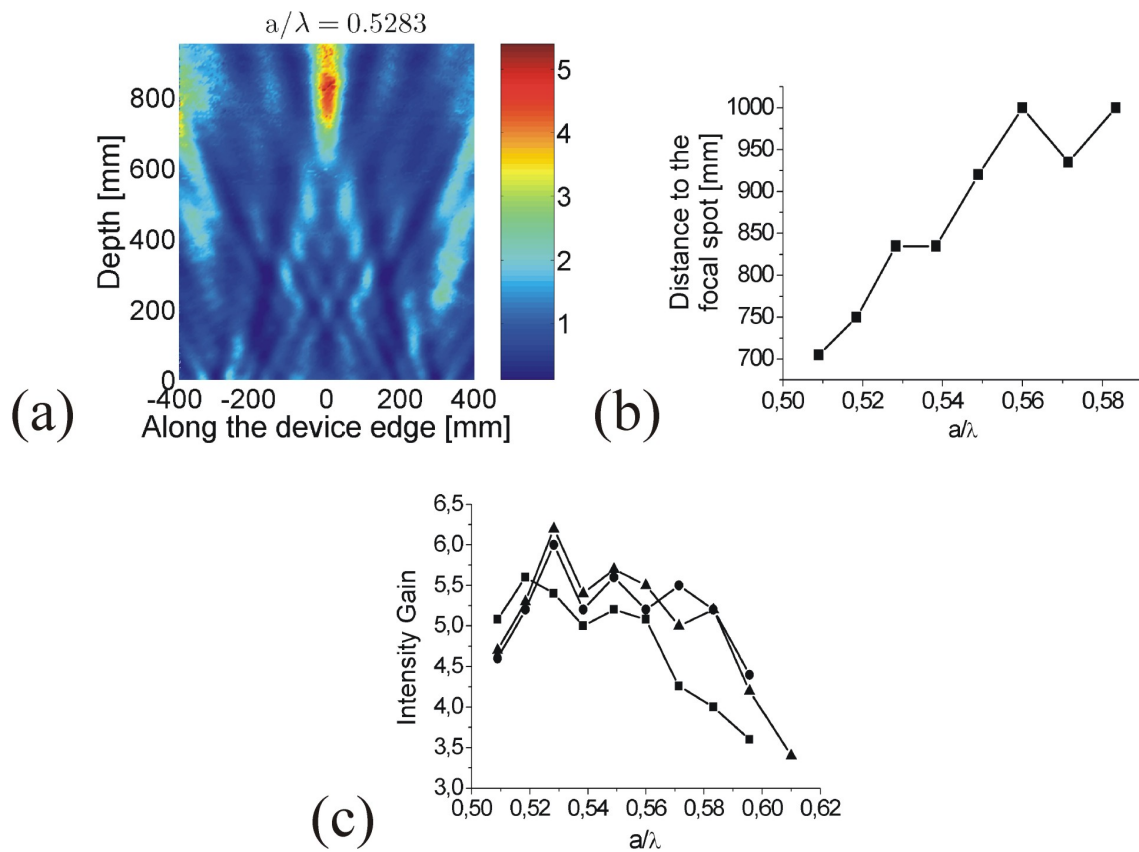 a/λ = 0.5283
5
4
3
2
1
800
600
400
200
0
Depth [mm]
-400 -200 0 200 400
Along the device edge [mm]
(a)
1000
950
900
850
800
750
700
Distance to the
focal spot [mm]
0,50 0,52 0,54 0,56 0,58
a/λ
(b)
6,5
6,0
5,5
5,0
4,5
4,0
3,5
3,0
Intensity Gain
0,50 0,52 0,54 0,56 0,58 0,60 0,62
a/λ
(c)